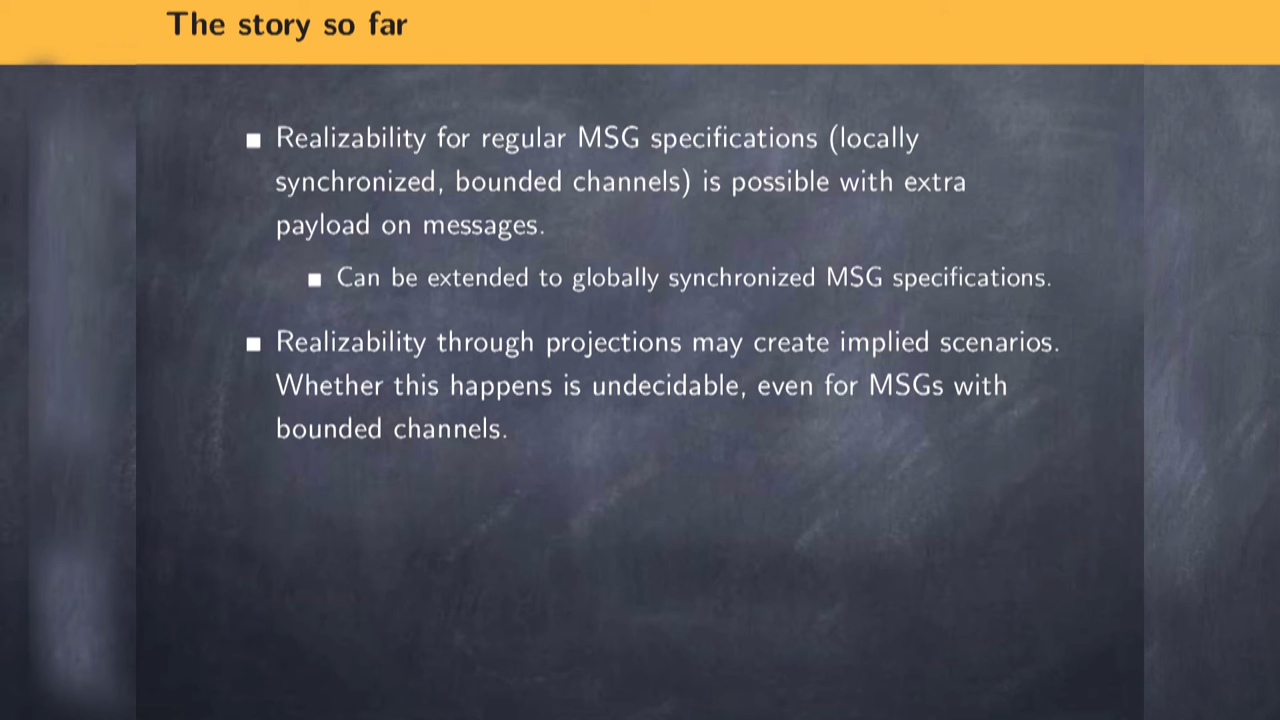 The story so far
■ Realizability for regular MSG specifications (locally
synchronized, bounded channels) is possible with extra
payload on messages.
■ Can be extended to globally synchronized MSG specifications.
■ Realizability through projections may create implied scenarios.
Whether this happens is undecidable, even for MSGs with
bounded channels.